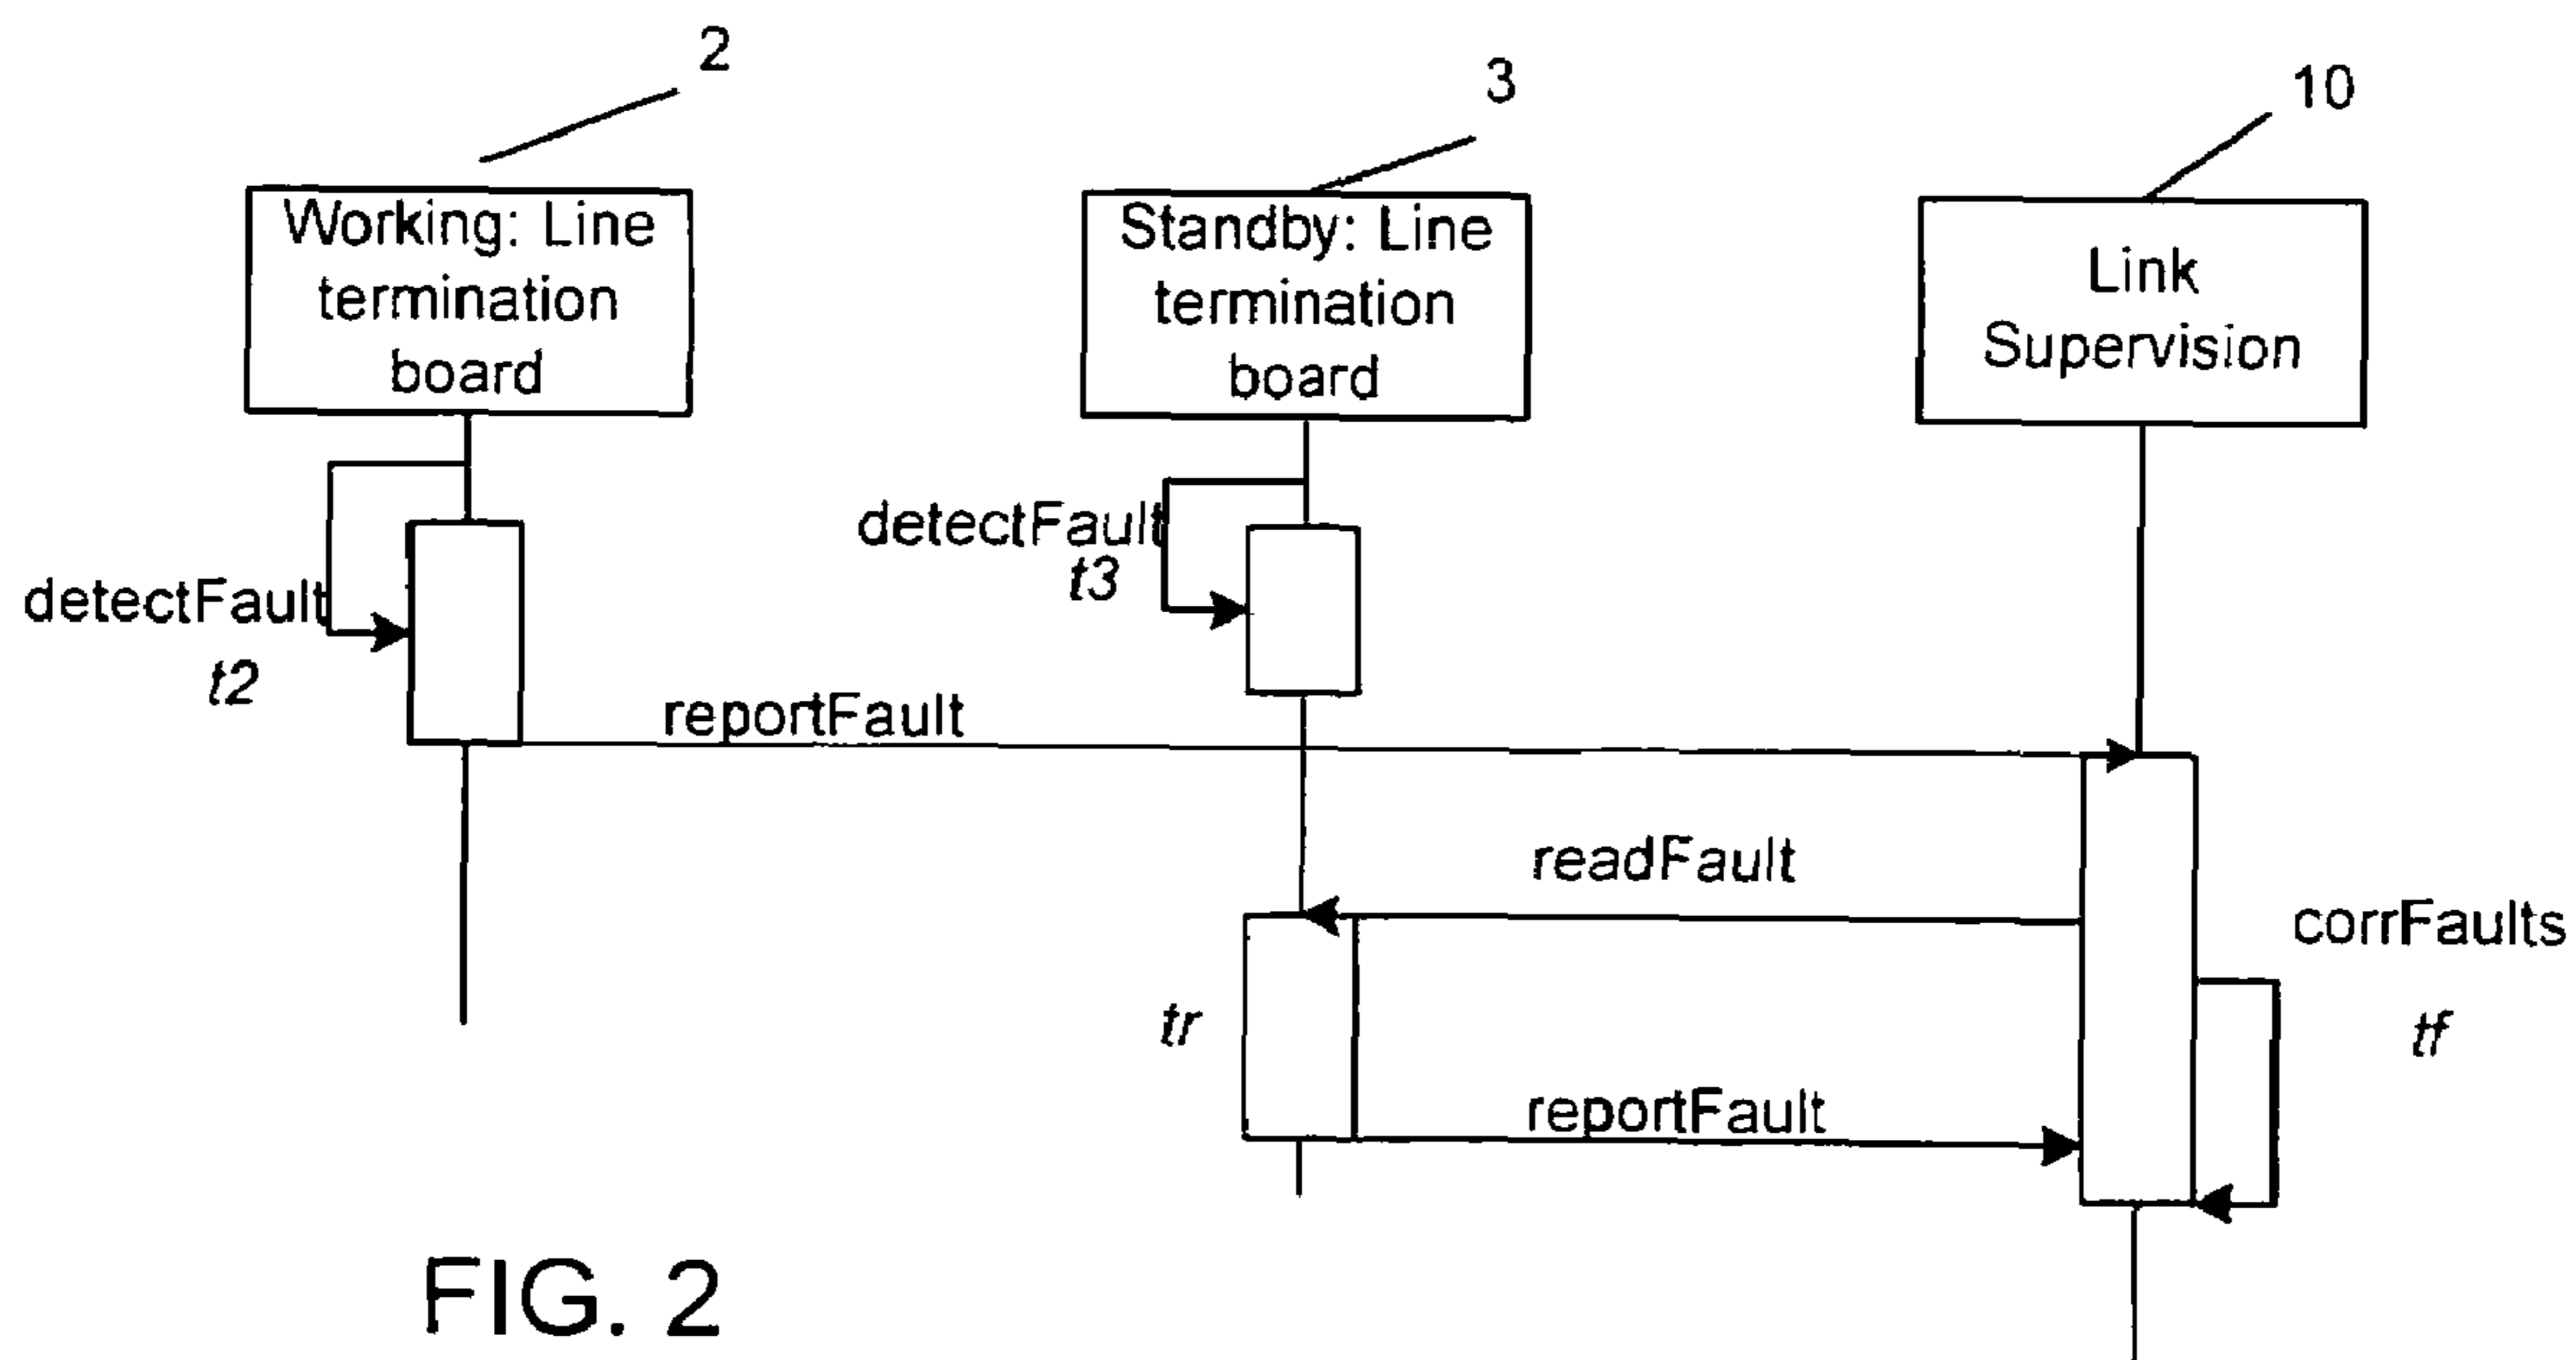 2
3
10
Working: Line
termination
board
Standby: Line
termination
board
Link
Supervision
detectFault
t2
detectFault
t3
reportFault
readFault
corrFaults
tr
tf
reportFault
FIG. 2